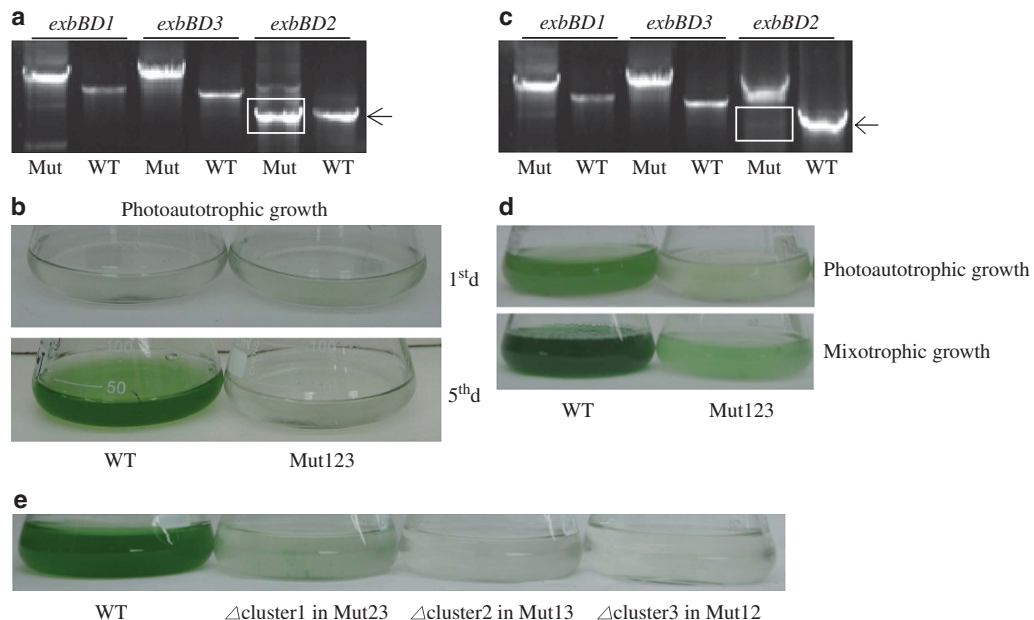 a
exbBD1 exbBD3 exbBD2
Mut WT Mut WT Mut WT
b
Photoautotrophic growth
1std
100
50
5thd
WT Mut123
c
exbBD1 exbBD3 exbBD2
Mut WT Mut WT Mut WT
d
Photoautotrophic growth
Mixotrophic growth
WT Mut123
e
WT △cluster1 in Mut23 △cluster2 in Mut13 △cluster3 in Mut12